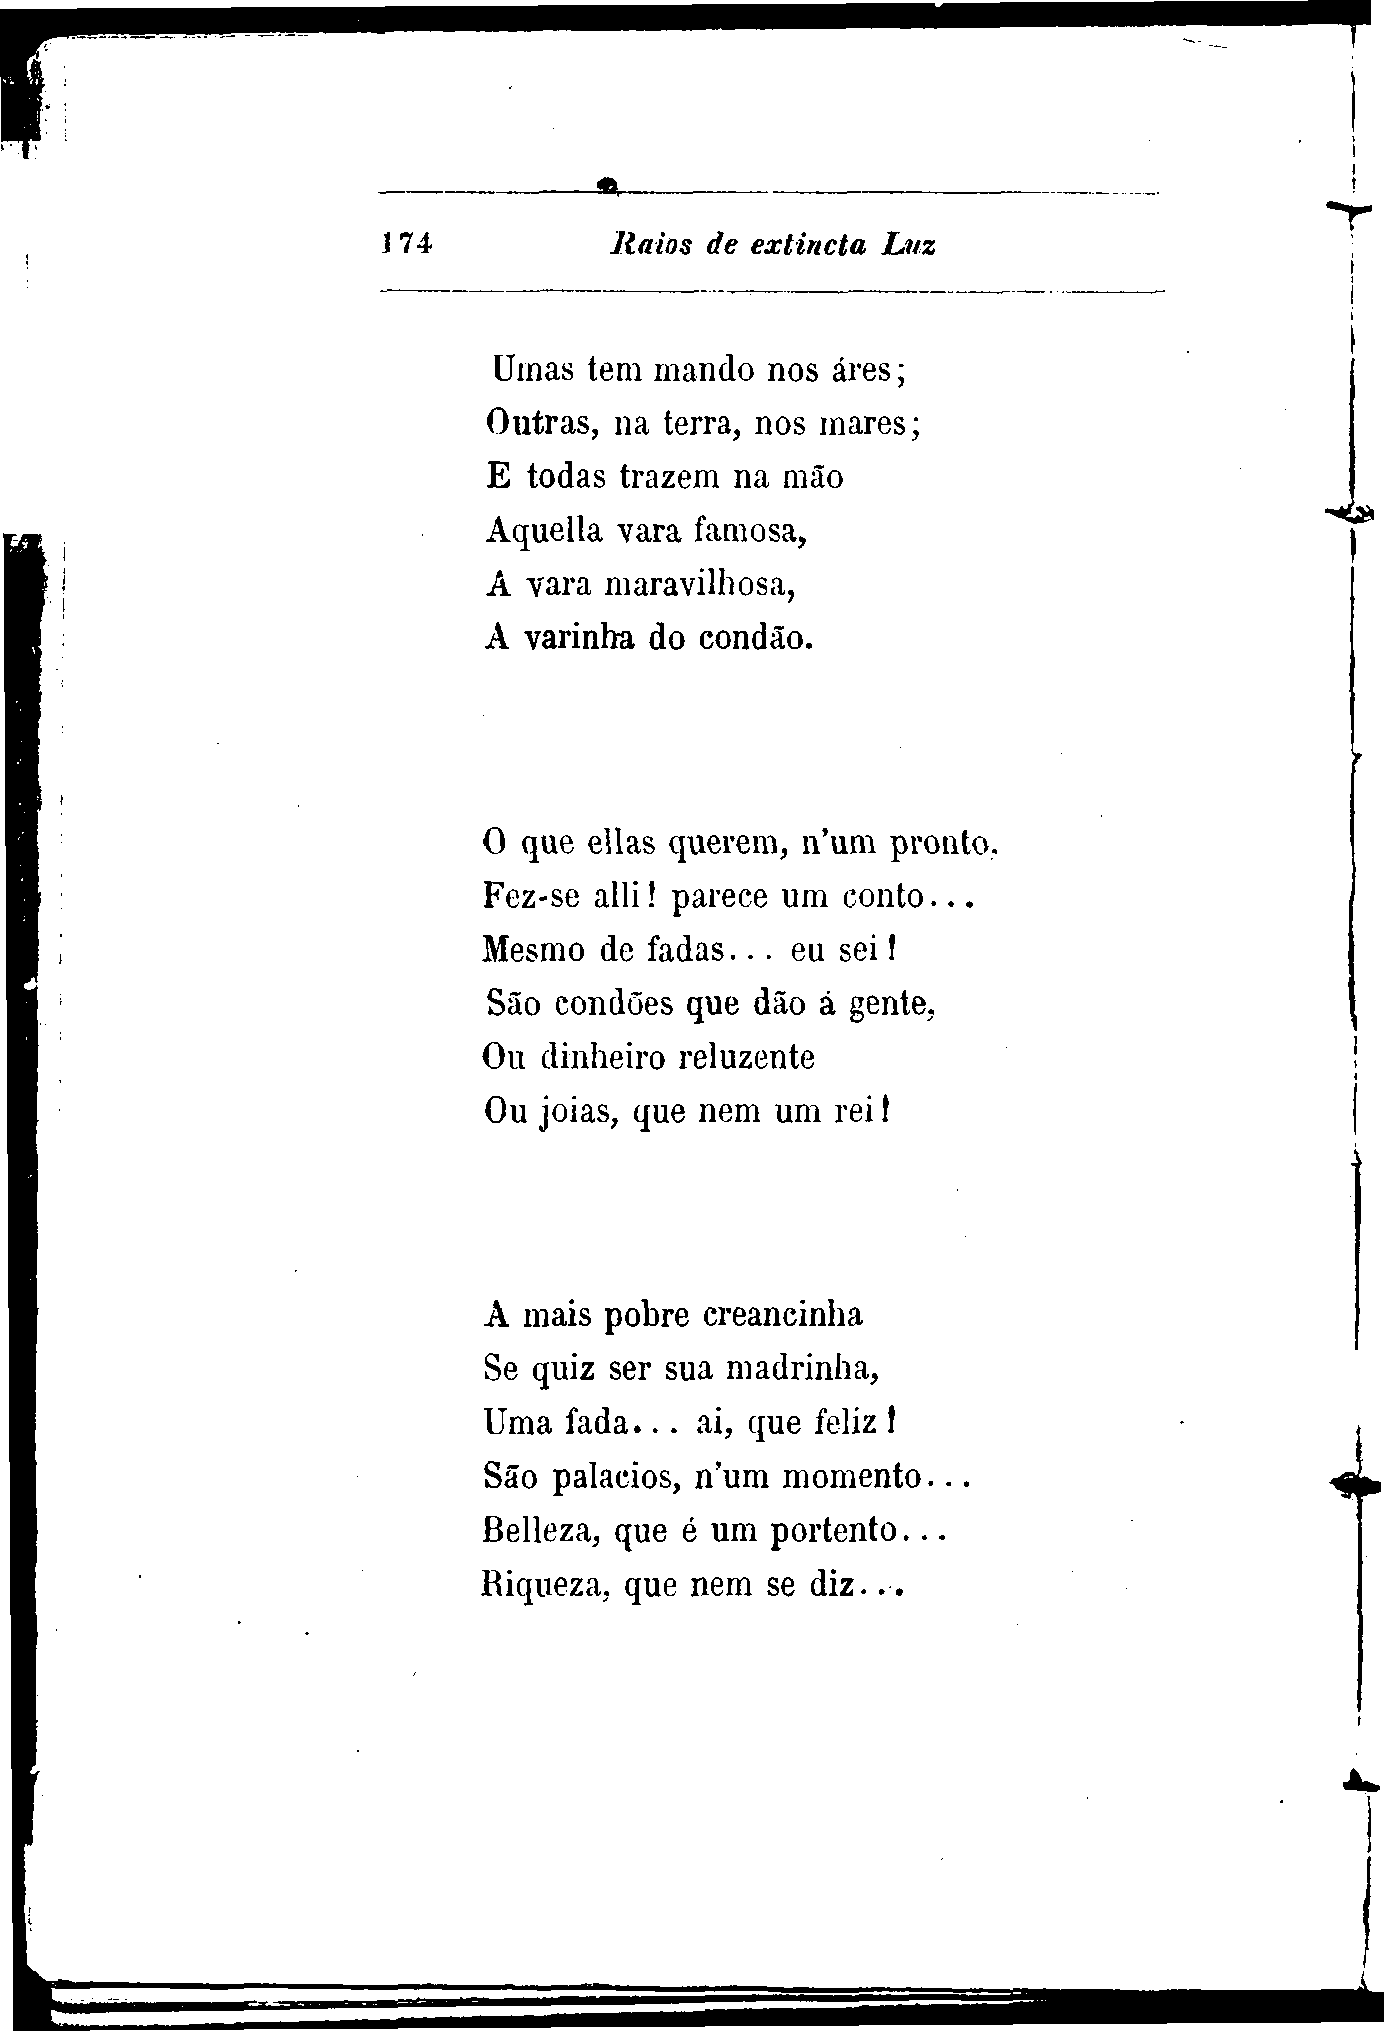 174 Raios de extincta Luz
Umas tem mando nos áres;
Outras, na terra, nos mares;
E todas trazem na mão
Aquella vara famosa,
A vara maravilhosa,
A varinha do condão.
O que ellas querem, n'um pronto,
Fez-se alli! parece um conto...
Mesmo de fadas... eu sei!
São condões que dão á gente,
Ou dinheiro reluzente
Ou joias, que nem um rei!
A mais pobre creancinha
Se quiz ser sua madrinha,
Uma fada... ai, que feliz!
São palacios, n'um momento...
Belleza, que é um portento...
Riqueza, que nem se diz...